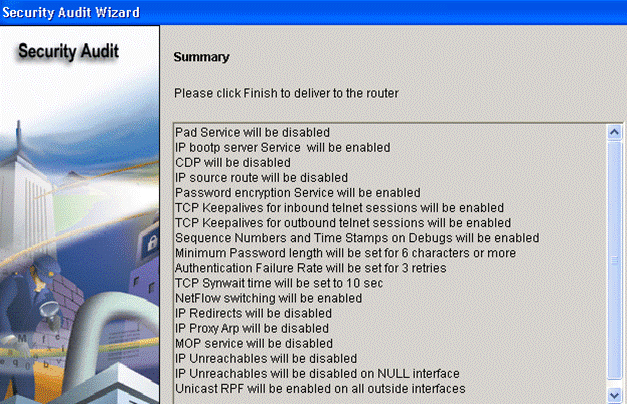 Security Audit Wizard
Security Audit
Summary
Please click Finish to deliver to the router
Pad Service will be disabled
IP bootp server Service will be enabled
CDP will be disabled
IP source route will be disabled
Password encryption Service will be enabled
TCP Keepalives for inbound telnet sessions will be enabled
TCP Keepalives for outbound telnet sessions will be enabled
Sequence Numbers and Time Stamps on Debugs will be enabled
Minimum Password length will be set for 6 characters or more
Authentication Failure Rate will be set for 3 retries
TCP Synwait time will be set to 10 sec
NetFlow switching will be enabled
IP Redirects will be disabled
IP Proxy Arp will be disabled
MOP service will be disabled
IP Unreachables will be disabled
IP Unreachables will be disabled on NULL interface
Unicast RPF will be enabled on all outside interfaces